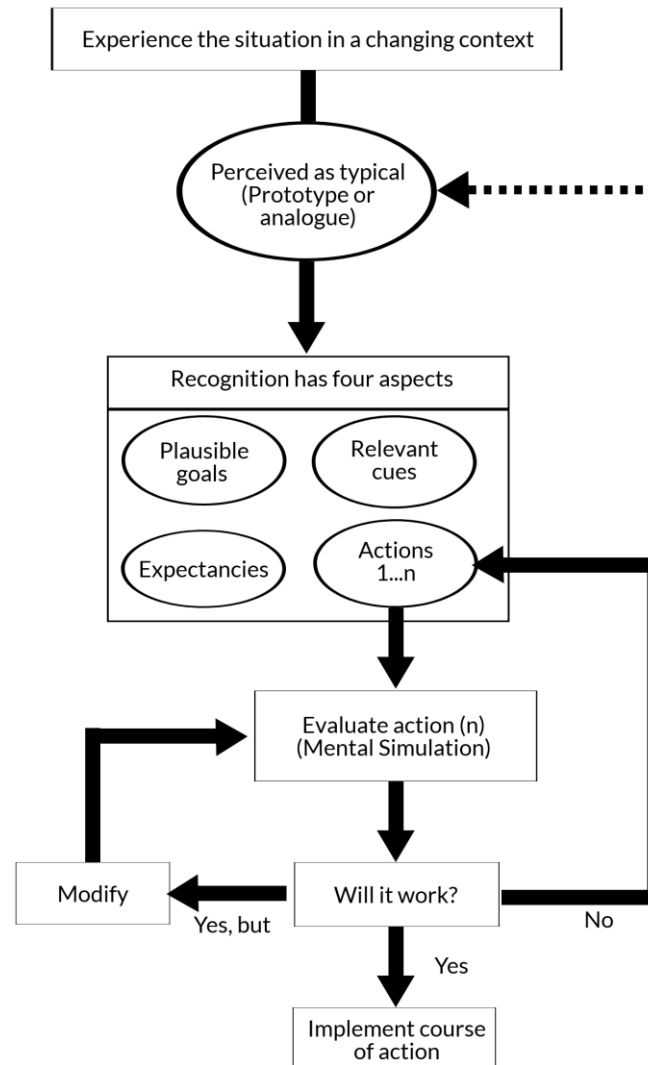 Experience the situation in a changing context
Perceived as typical
(Prototype or
analogue)
Recognition has four aspects
Plausible
goals
Relevant
cues
Expectancies
Actions
1...n
Evaluate action (n)
(Mental Simulation)
Modify
Yes, but
Will it work?
No
Yes
Implement course
of action